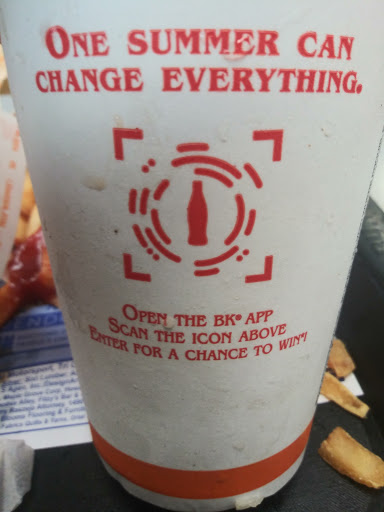 One summer can
change everything.
Open the BK® app
Scan the icon above
Enter for a chance to win*!